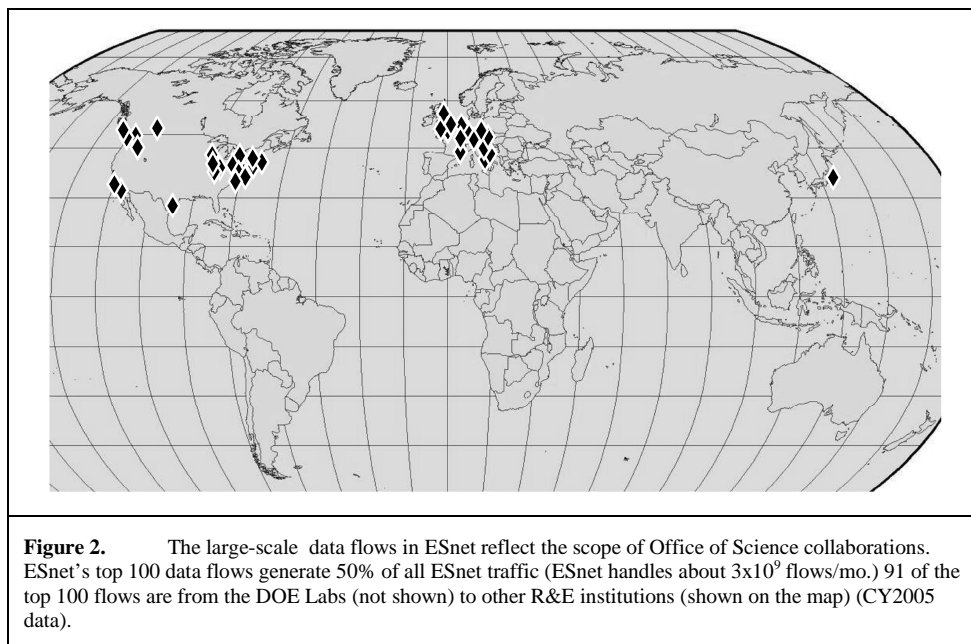 Figure 2. The large-scale data flows in ESnet reflect the scope of Office of Science collaborations.
ESnet's top 100 data flows generate 50% of all ESnet traffic (ESnet handles about 3x10⁹ flows/mo.) 91 of the
top 100 flows are from the DOE Labs (not shown) to other R&E institutions (shown on the map) (CY2005
data).